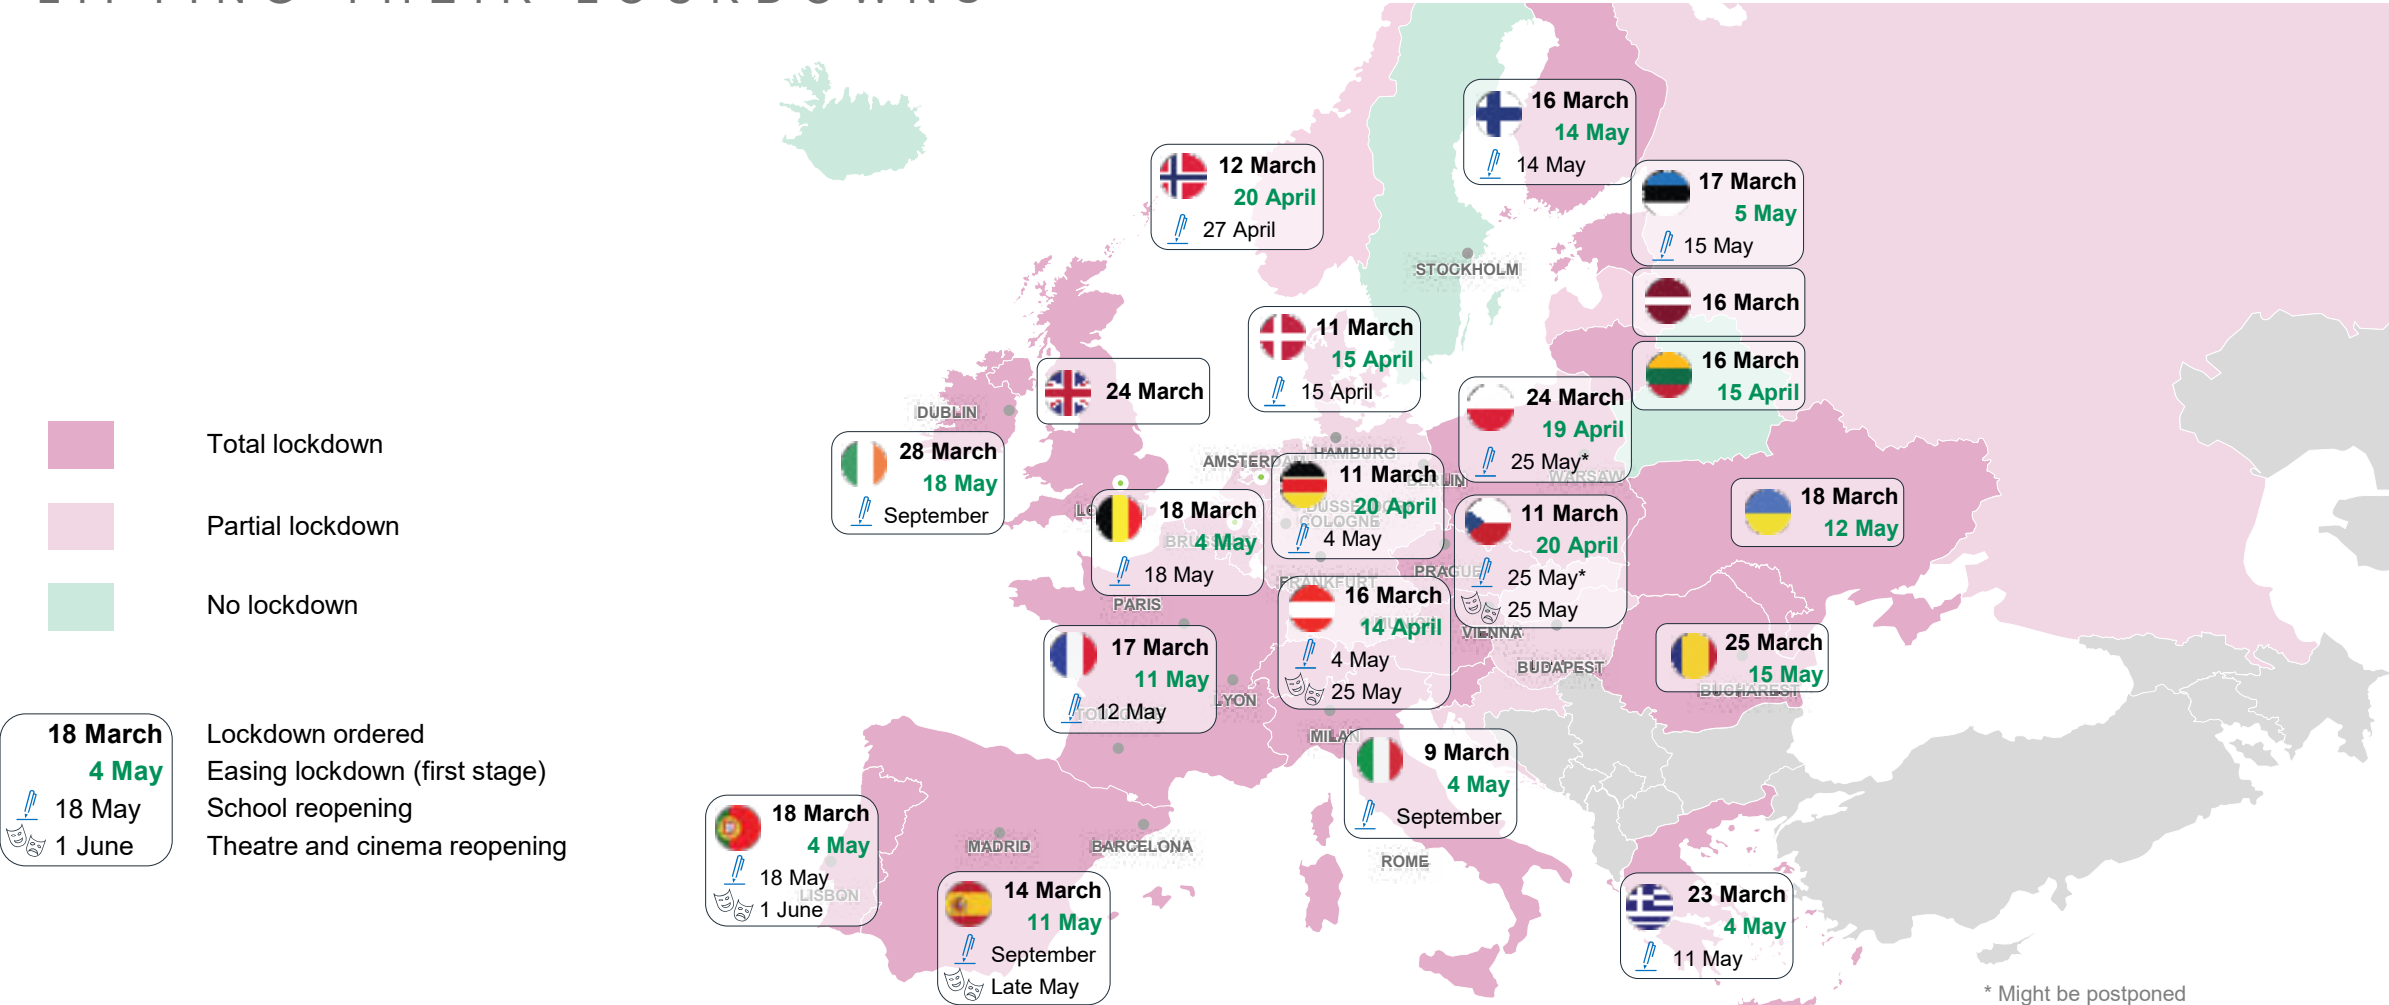 LIFTING THEIR LOCKDOWNS
16 March
14 May
14 May
12 March
20 April
27 April
17 March
5 May
15 May
STOCKHOLM
16 March
11 March
15 April
15 April
16 March
15 April
24 March
DUBLIN
24 March
19 April
25 May*
WARSAW
28 March
18 May
September
AMSTERDAM
HAMBURG
BERLIN
11 March
20 April
COLOGNE
4 May
18 March
4 May
18 May
11 March
20 April
25 May*
25 May
18 March
12 May
FRANKFURT
PRAGUE
PARIS
16 March
14 April
4 May
25 May
VIENNA
BUDAPEST
25 March
15 May
BUCHAREST
17 March
11 May
12 May
LYON
MILAN
9 March
4 May
September
ROME
18 March
4 May
18 May
LISBON
1 June
MADRID
BARCELONA
14 March
11 May
September
Late May
23 March
4 May
11 May
Total lockdown
Partial lockdown
No lockdown
18 March Lockdown ordered
4 May Easing lockdown (first stage)
18 May School reopening
1 June Theatre and cinema reopening
* Might be postponed